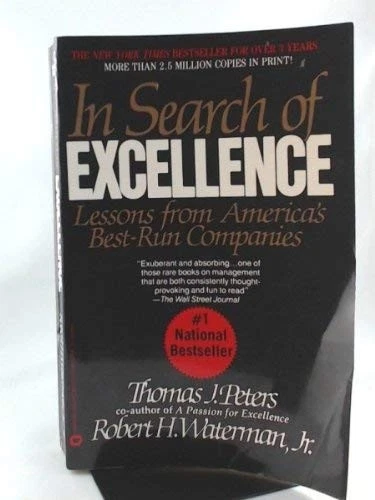 THE NEW YORK TIMES BESTSELLER FOR OVER 3 YEARS
MORE THAN 2.5 MILLION COPIES IN PRINT!
In Search of
EXCELLENCE
Lessons from America's
Best-Run Companies
"Exuberant and absorbing...one of
those rare books on management
that are both consistently thought-
provoking and fun to read"
—The Wall Street Journal
#1
National
Bestseller
Thomas J. Peters
co-author of A Passion for Excellence
Robert H. Waterman, Jr.